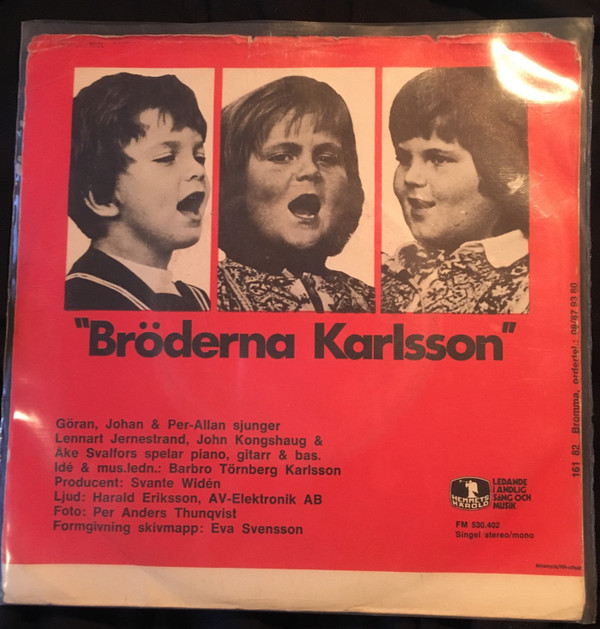 "Bröderna Karlsson"
Göran, Johan & Per-Allan sjunger
Lennart Jernestrand, John Kongshaug &
Åke Svalfors spelar piano, gitarr & bas.
Idé & mus.ledn.: Barbro Törnberg Karlsson
Producent: Svante Widén
Ljud: Harald Eriksson, AV-Elektronik AB
Foto: Per Anders Thunqvist
Formgivning skivmapp: Eva Svensson
HEMMETS
HÄROLD
LEDANDE
I ANDLIG
SÅNG OCH
MUSIK
FM 530.402
Singel stereo/mono
161 82 Bromma, ordertel.: 08/87 93 80